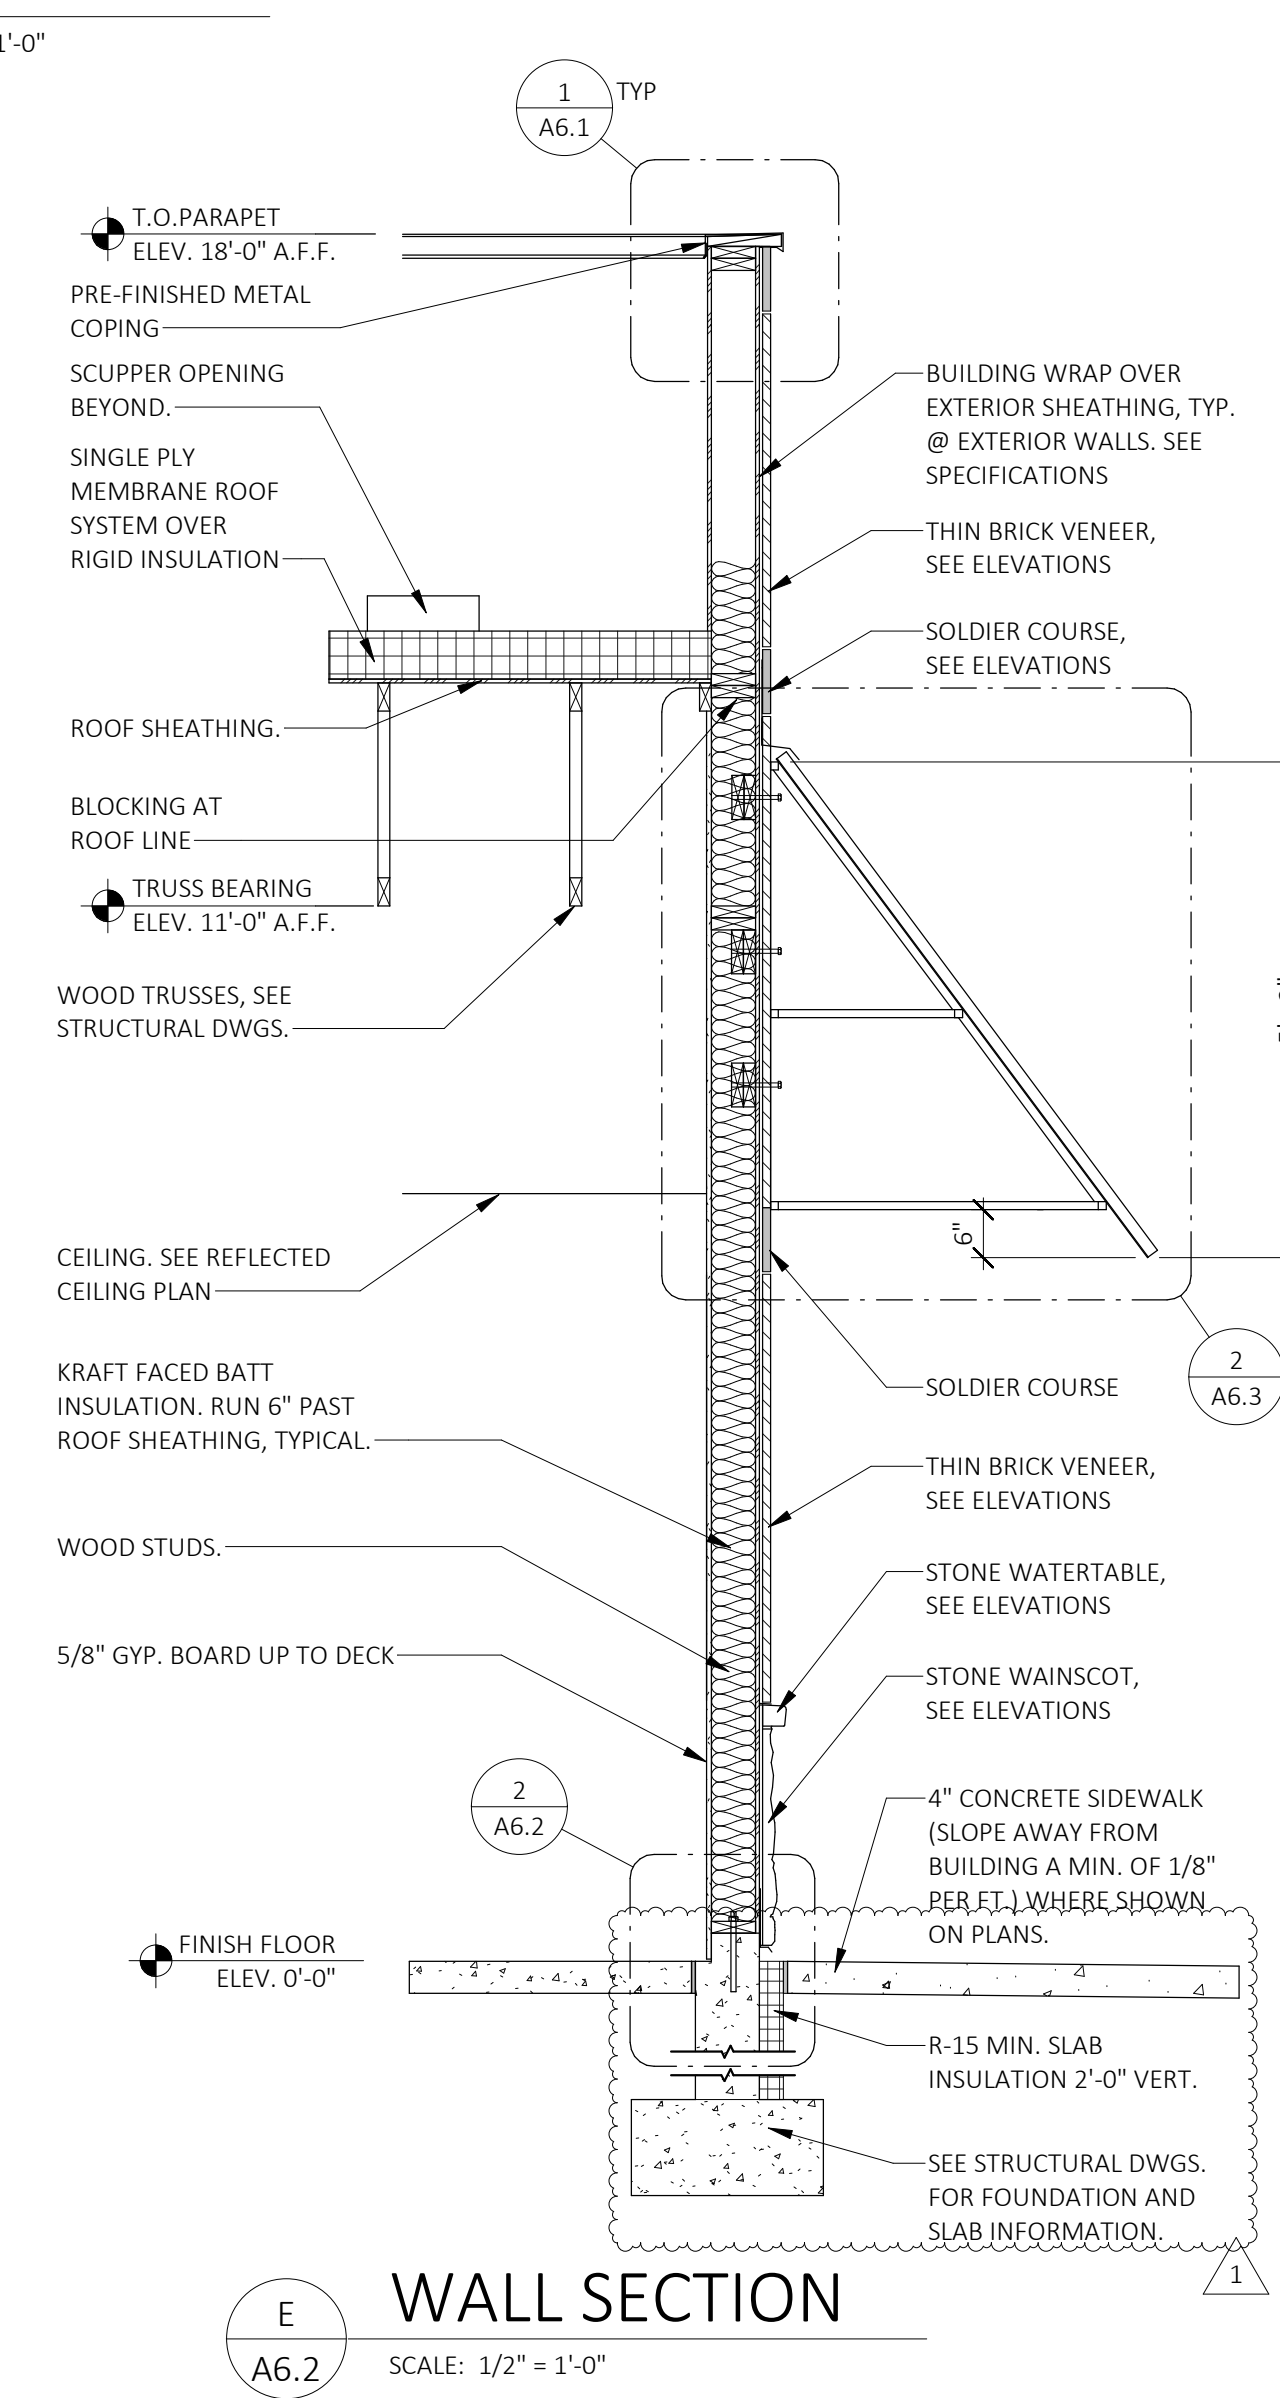 1'-0"
1
A6.1
TYP
T.O.PARAPET
ELEV. 18'-0" A.F.F.
PRE-FINISHED METAL
COPING
SCUPPER OPENING
BEYOND.
SINGLE PLY
MEMBRANE ROOF
SYSTEM OVER
RIGID INSULATION
ROOF SHEATHING.
BLOCKING AT
ROOF LINE
TRUSS BEARING
ELEV. 11'-0" A.F.F.
WOOD TRUSSES, SEE
STRUCTURAL DWGS.
CEILING. SEE REFLECTED
CEILING PLAN
KRAFT FACED BATT
INSULATION. RUN 6" PAST
ROOF SHEATHING, TYPICAL.
WOOD STUDS.
5/8" GYP. BOARD UP TO DECK
2
A6.2
FINISH FLOOR
ELEV. 0'-0"
BUILDING WRAP OVER
EXTERIOR SHEATHING, TYP.
@ EXTERIOR WALLS. SEE
SPECIFICATIONS
THIN BRICK VENEER,
SEE ELEVATIONS
SOLDIER COURSE,
SEE ELEVATIONS
6"
2
A6.3
SOLDIER COURSE
THIN BRICK VENEER,
SEE ELEVATIONS
STONE WATERTABLE,
SEE ELEVATIONS
STONE WAINSCOT,
SEE ELEVATIONS
4" CONCRETE SIDEWALK
(SLOPE AWAY FROM
BUILDING A MIN. OF 1/8"
PER FT.) WHERE SHOWN
ON PLANS.
R-15 MIN. SLAB
INSULATION 2'-0" VERT.
SEE STRUCTURAL DWGS.
FOR FOUNDATION AND
SLAB INFORMATION.
1
E
A6.2
WALL SECTION
SCALE: 1/2" = 1'-0"